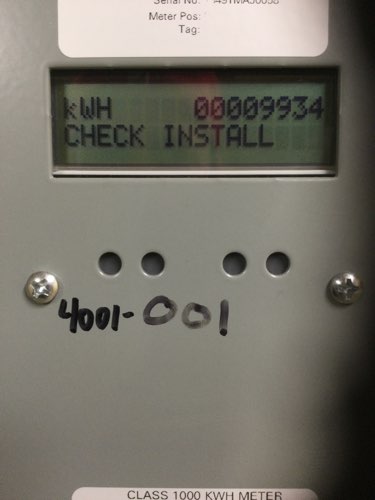 Meter Pos:
Tag:
kWH 00009934
CHECK INSTALL
4001-001
CLASS 1000 KWH METER